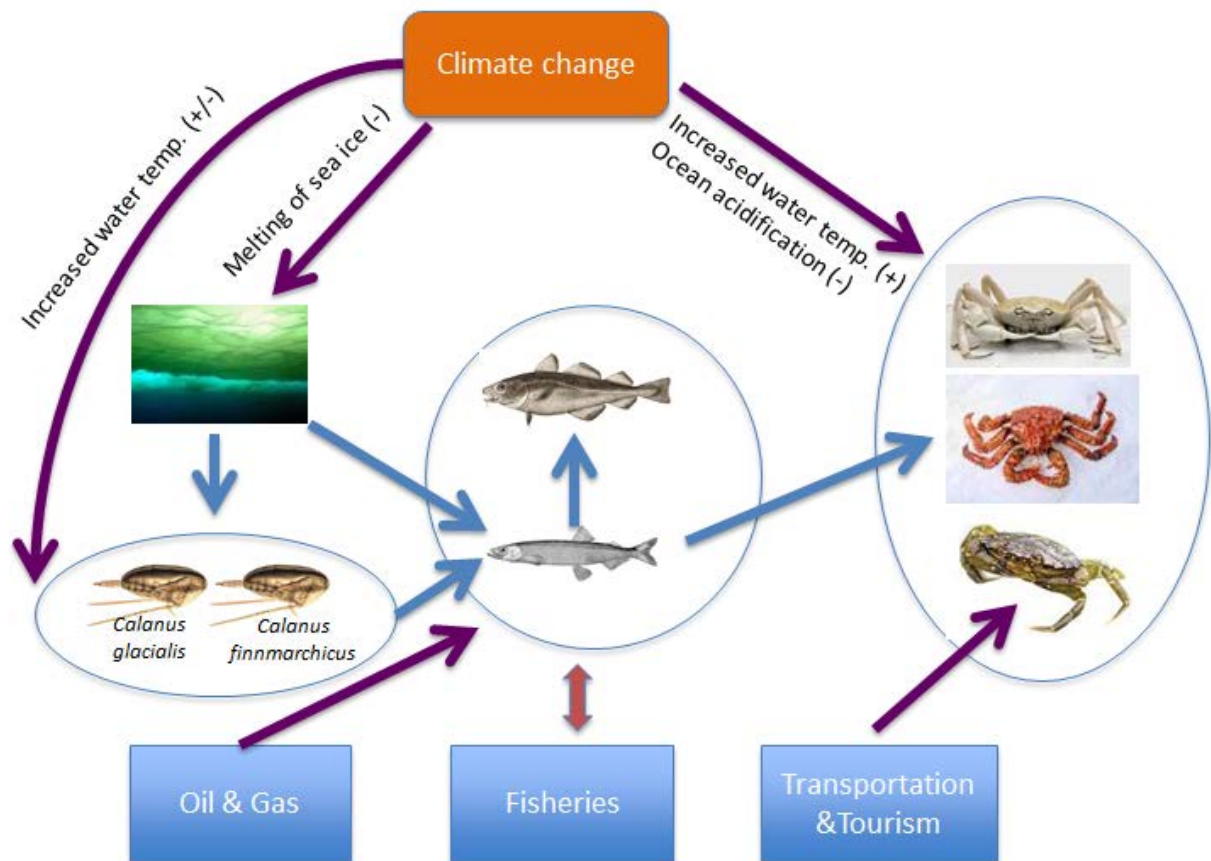 Climate change
Increased water temp. (+/-)
Melting of sea ice (-)
Increased water temp. (+)
Ocean acidification (-)
Calanus
glacialis
Calanus
finnmarchicus
Oil & Gas
Fisheries
Transportation
&Tourism